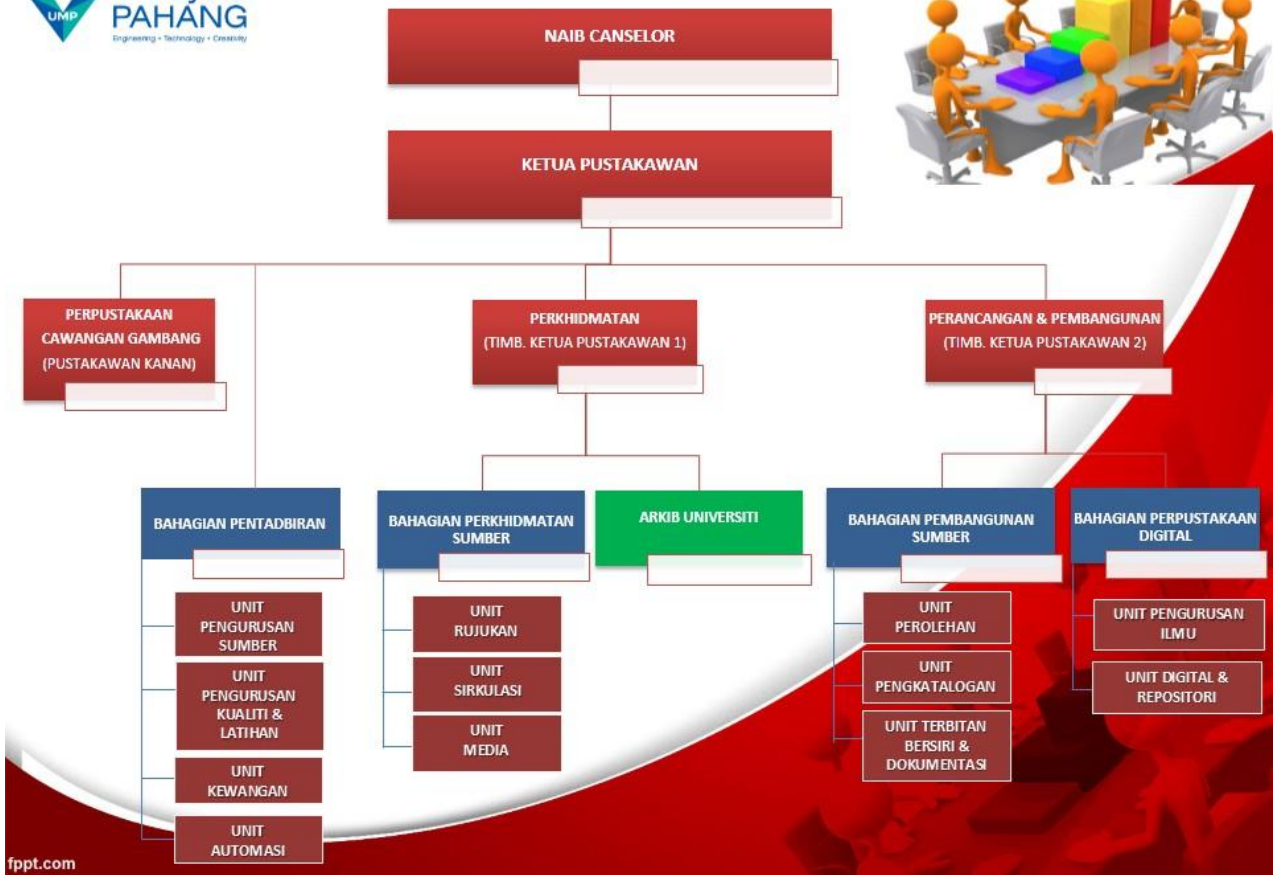 UMP
PAHANG
Engineering • Technology • Creativity
NAIB CANSELOR
KETUA PUSTAKAWAN
PERPUSTAKAAN
CAWANGAN GAMBANG
(PUSTAKAWAN KANAN)
PERKHIDMATAN
(TIMB. KETUA PUSTAKAWAN 1)
PERANCANGAN & PEMBANGUNAN
(TIMB. KETUA PUSTAKAWAN 2)
BAHAGIAN PENTADBIRAN
UNIT
PENGURUSAN
SUMBER
UNIT
PENGURUSAN
KUALITI &
LATIHAN
UNIT
KEWANGAN
UNIT
AUTOMASI
BAHAGIAN PERKHIDMATAN
SUMBER
UNIT
RUJUKAN
UNIT
SIRKULASI
UNIT
MEDIA
ARKIB UNIVERSITI
BAHAGIAN PEMBANGUNAN
SUMBER
UNIT
PEROLEHAN
UNIT
PENGKATALOGAN
UNIT TERBITAN
BERSIRI &
DOKUMENTASI
BAHAGIAN PERPUSTAKAAN
DIGITAL
UNIT PENGURUSAN
ILMU
UNIT DIGITAL &
REPOSITORI
fppt.com